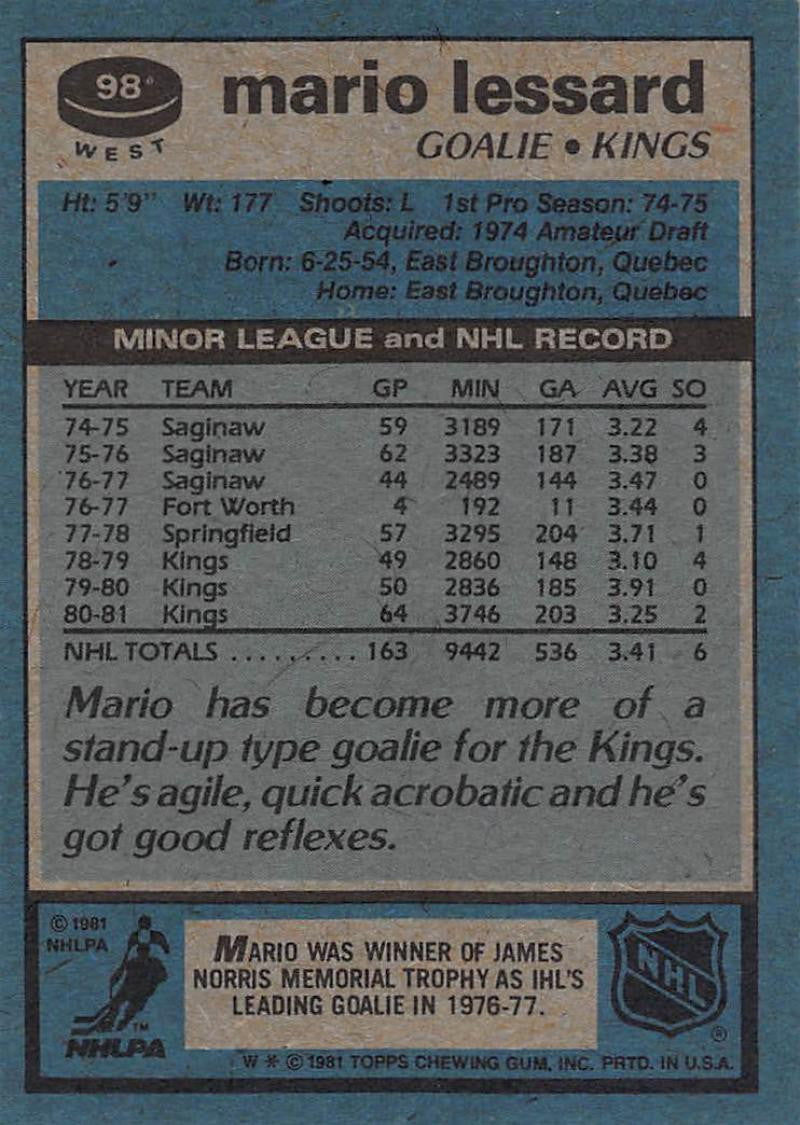 98
WEST
mario lessard
GOALIE • KINGS
Ht: 5'9" Wt: 177 Shoots: L 1st Pro Season: 74-75
Acquired: 1974 Amateur Draft
Born: 6-25-54, East Broughton, Quebec
Home: East Broughton, Quebec
MINOR LEAGUE and NHL RECORD
YEAR TEAM GP MIN GA AVG SO
74-75 Saginaw 59 3189 171 3.22 4
75-76 Saginaw 62 3323 187 3.38 3
76-77 Saginaw 44 2489 144 3.47 0
76-77 Fort Worth 4 192 11 3.44 0
77-78 Springfield 57 3295 204 3.71 1
78-79 Kings 49 2860 148 3.10 4
79-80 Kings 50 2836 185 3.91 0
80-81 Kings 64 3746 203 3.25 2
NHL TOTALS .......... 163 9442 536 3.41 6
Mario has become more of a
stand-up type goalie for the Kings.
He's agile, quick acrobatic and he's
got good reflexes.
© 1981
NHLPA
TM
NHLPA
MARIO WAS WINNER OF JAMES
NORRIS MEMORIAL TROPHY AS IHL'S
LEADING GOALIE IN 1976-77.
NHL
®
W * © 1981 TOPPS CHEWING GUM, INC. PRTD. IN U.S.A.